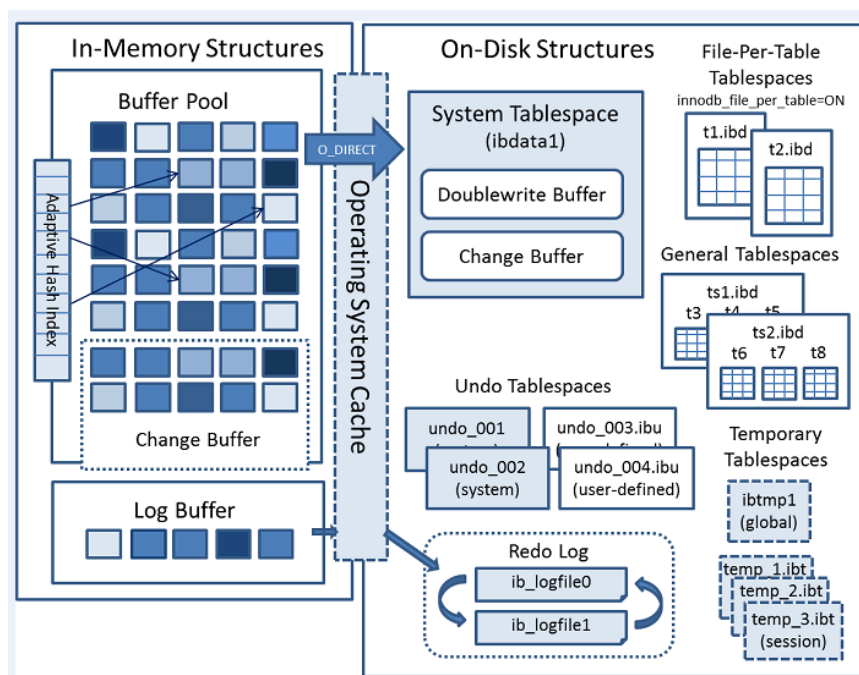 In-Memory Structures
Buffer Pool
Adaptive Hash Index
Change Buffer
Log Buffer
Operating System Cache
O_DIRECT
On-Disk Structures
System Tablespace
(ibdata1)
Doublewrite Buffer
Change Buffer
File-Per-Table
Tablespaces
innodb_file_per_table=ON
t1.ibd
t2.ibd
General Tablespaces
ts1.ibd
t3
ts2.ibd
t6 t7 t8
Undo Tablespaces
undo_001
undo_002
(system)
undo_003.ibu
undo_004.ibu
(user-defined)
Redo Log
ib_logfile0
ib_logfile1
Temporary
Tablespaces
ibtmp1
(global)
temp_1.ibt
temp_2.ibt
temp_3.ibt
(session)